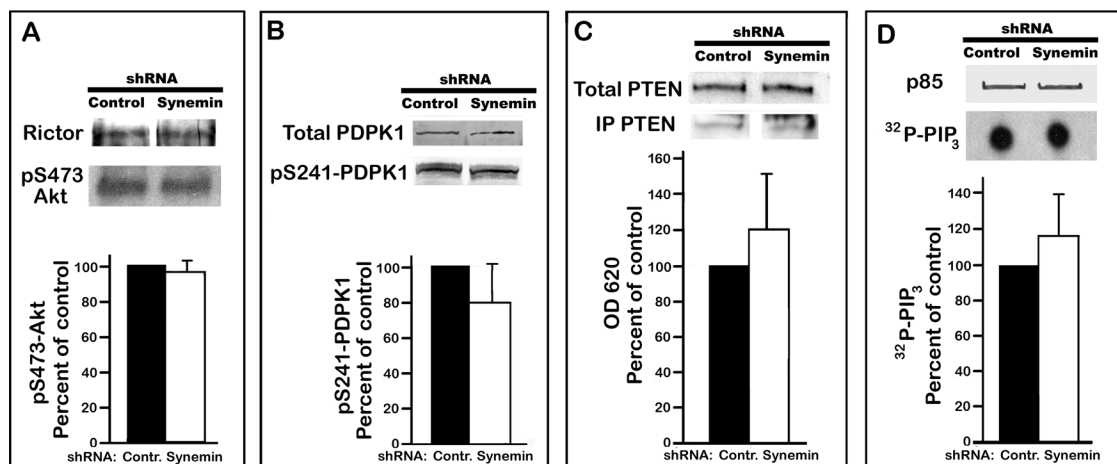 A
shRNA
Control Synemin
Rictor
pS473
Akt
100
80
60
40
20
0
pS473-Akt
Percent of control
shRNA: Contr. Synemin
B
shRNA
Control Synemin
Total PDPK1
pS241-PDPK1
100
80
60
40
20
0
pS241-PDPK1
Percent of control
shRNA: Contr. Synemin
C
shRNA
Control Synemin
Total PTEN
IP PTEN
160
140
120
100
80
60
40
20
0
OD 620
Percent of control
shRNA: Contr. Synemin
D
shRNA
Control Synemin
p85
³²P-PIP₃
160
140
120
100
80
60
40
20
0
³²P-PIP₃
Percent of control
shRNA: Contr. Synemin